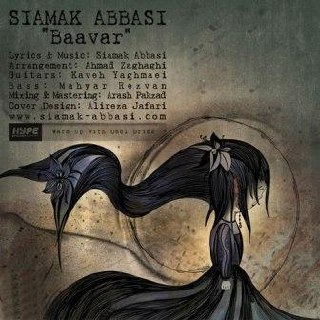 SIAMAK ABBASI
"Baavar"
Lyrics & Music: Siamak Abbasi
Arrangement: Ahmad Zzghaghi
Guitars: Kaveh Yaghmaei
Bass: Mahyar Rezvan
Mixing & Mastering: Arash Pakzad
Cover Design: Alireza Jafari
www.siamak-abbasi.com
HYPE